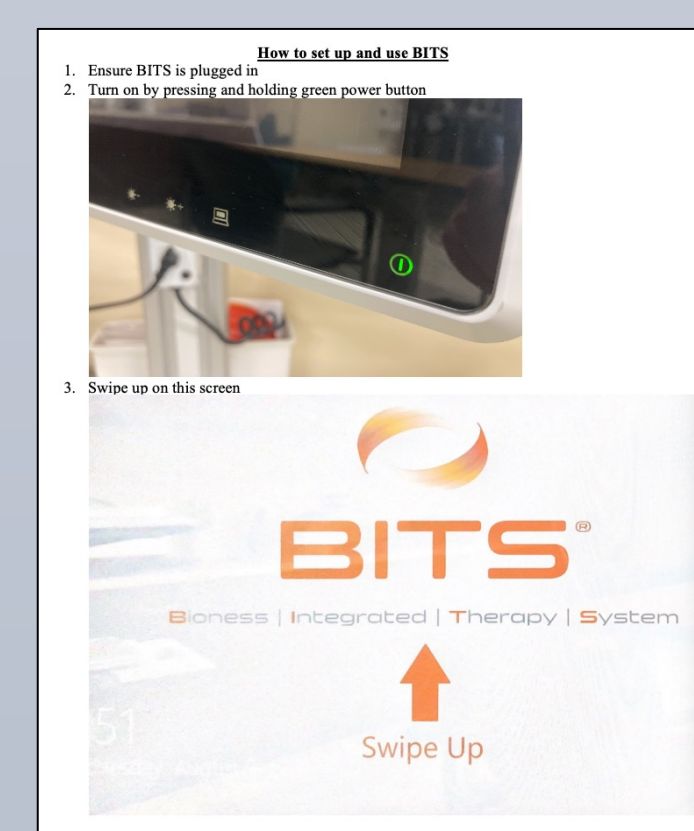 How to set up and use BITS
1. Ensure BITS is plugged in
2. Turn on by pressing and holding green power button
3. Swipe up on this screen
BITS®
Bioness | Integrated | Therapy | System
Swipe Up
51